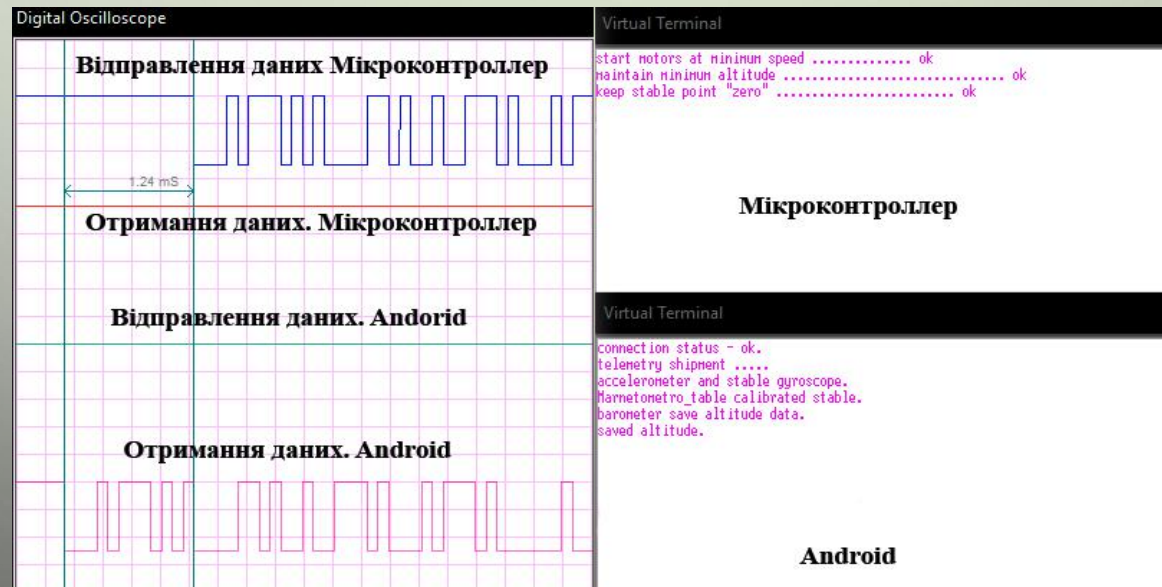 Digital Oscilloscope
Відправлення даних Мікроконтроллер
1.24 mS
Отримання даних. Мікроконтроллер
Відправлення даних. Andorid
Отримання даних. Android
Virtual Terminal
start motors at minimum speed .............. ok
maintain minimum altitude ............................... ok
keep stable point "zero" ......................... ok
Мікроконтроллер
Virtual Terminal
connection status - ok.
telemetry shipment .....
accelerometer and stable gyroscope.
Marnetometro_table calibrated stable.
barometer save altitude data.
saved altitude.
Android